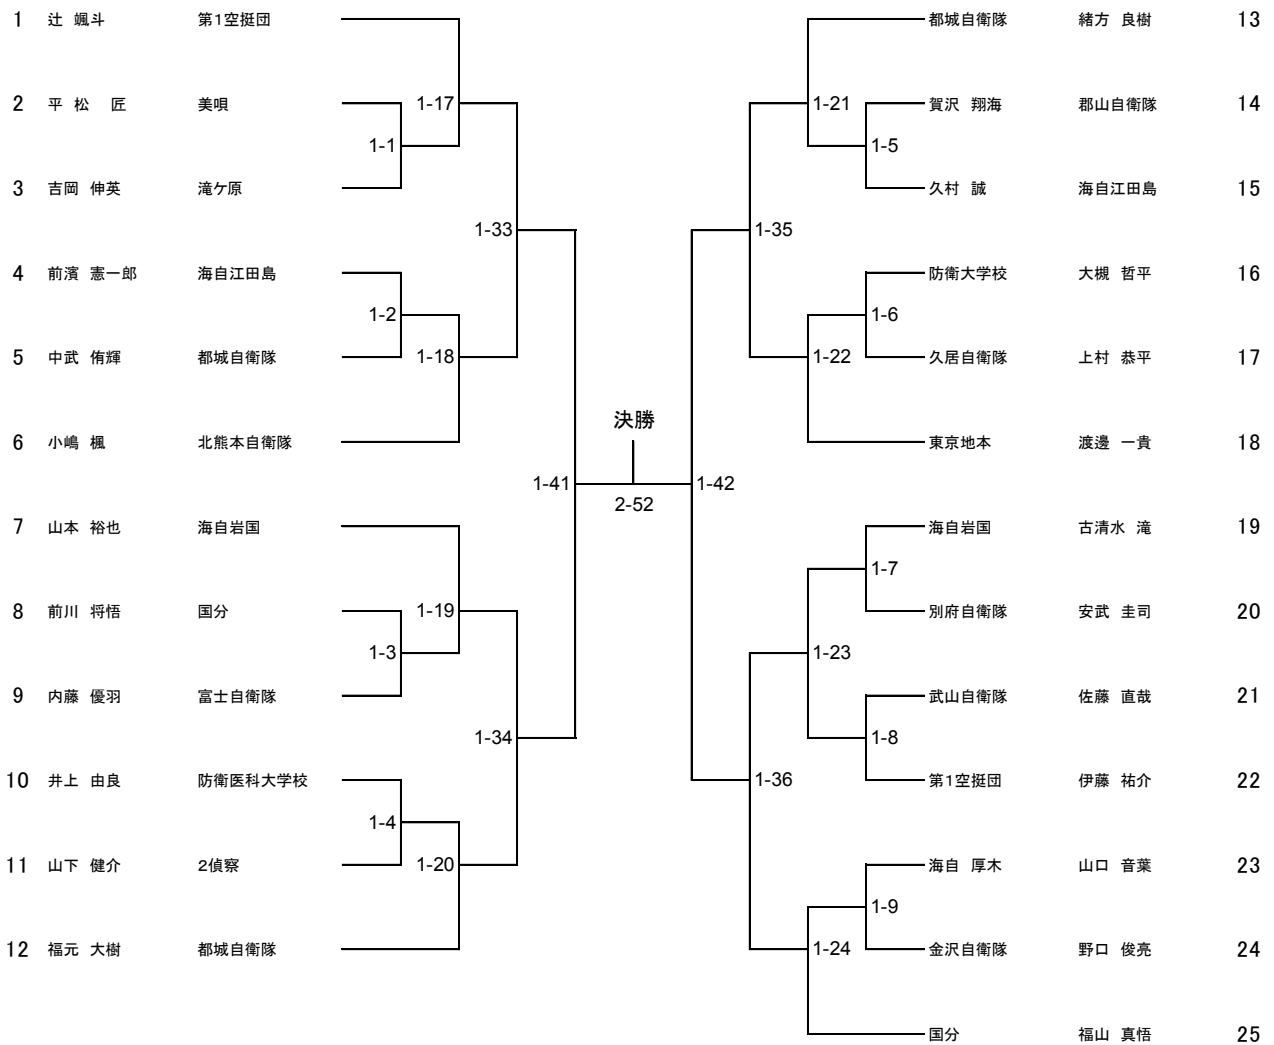 1 辻 颯斗 第1空挺団
2 平 松 匠 美唄
1-1
1-17
3 吉岡 伸英 滝ケ原
1-33
4 前濱 憲一郎 海自江田島
1-2
5 中武 侑輝 都城自衛隊
1-18
6 小嶋 楓 北熊本自衛隊
1-41
7 山本 裕也 海自岩国
8 前川 将悟 国分
1-19
1-3
9 内藤 優羽 富士自衛隊
1-34
10 井上 由良 防衛医科大学校
1-4
11 山下 健介 2偵察
1-20
12 福元 大樹 都城自衛隊
決勝
2-52
都城自衛隊 緒方 良樹 13
1-21
賀沢 翔海 郡山自衛隊 14
1-5
久村 誠 海自江田島 15
1-35
防衛大学校 大槻 哲平 16
1-6
1-22
久居自衛隊 上村 恭平 17
東京地本 渡邊 一貴 18
1-42
海自岩国 古清水 滝 19
1-7
別府自衛隊 安武 圭司 20
1-23
武山自衛隊 佐藤 直哉 21
1-8
1-36
第1空挺団 伊藤 祐介 22
海自 厚木 山口 音葉 23
1-9
1-24
金沢自衛隊 野口 俊亮 24
国分 福山 真悟 25